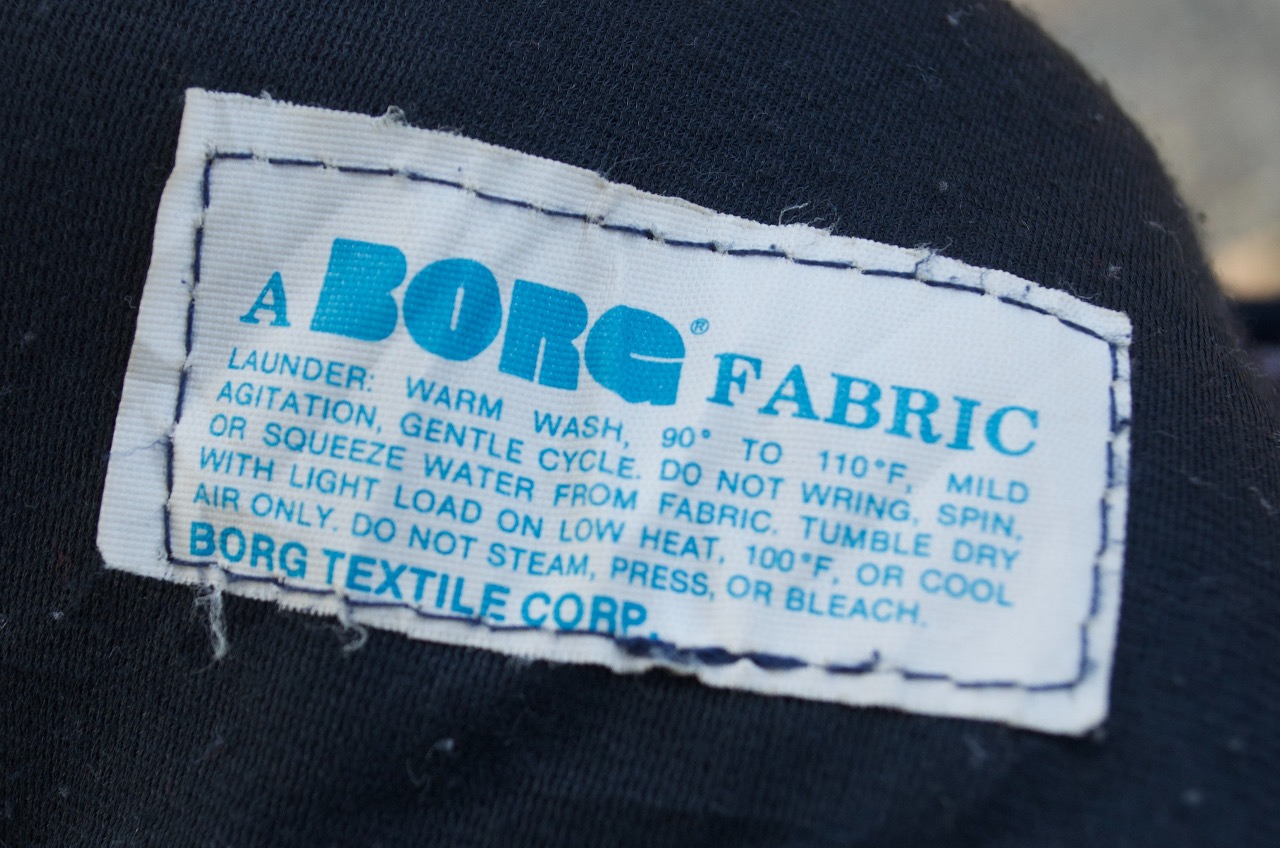 A BORG® FABRIC
LAUNDER: WARM WASH, 90° TO 110°F, MILD
AGITATION, GENTLE CYCLE. DO NOT WRING, SPIN,
OR SQUEEZE WATER FROM FABRIC. TUMBLE DRY
WITH LIGHT LOAD ON LOW HEAT, 100°F, OR COOL
AIR ONLY. DO NOT STEAM, PRESS, OR BLEACH.
BORG TEXTILE CORP.